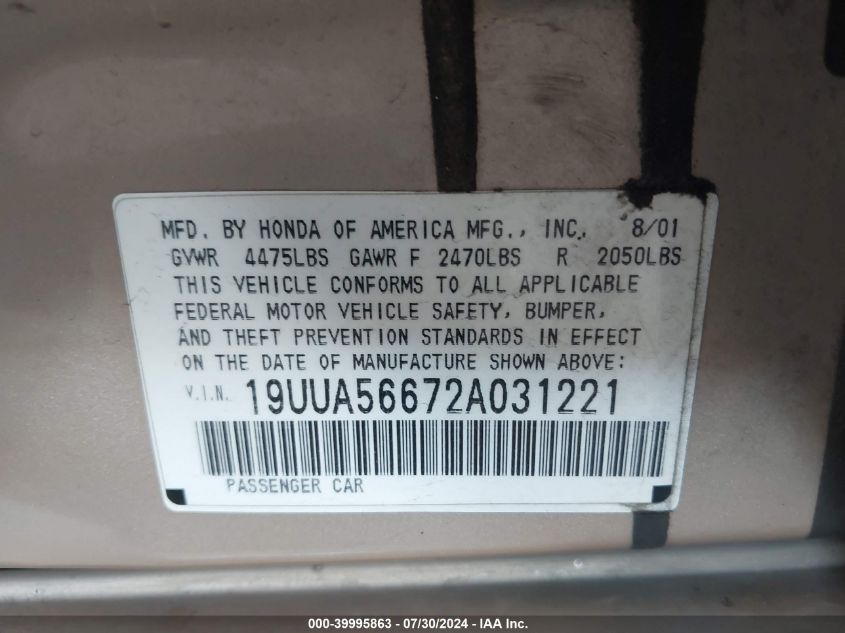 MFD. BY HONDA OF AMERICA MFG., INC. 8/01
GVWR 4475LBS GAWR F 2470LBS R 2050LBS
THIS VEHICLE CONFORMS TO ALL APPLICABLE
FEDERAL MOTOR VEHICLE SAFETY, BUMPER,
AND THEFT PREVENTION STANDARDS IN EFFECT
ON THE DATE OF MANUFACTURE SHOWN ABOVE:
V.I.N. 19UUA56672A031221
PASSENGER CAR
000-39995863 / 07/30/2024 - IAA Inc.